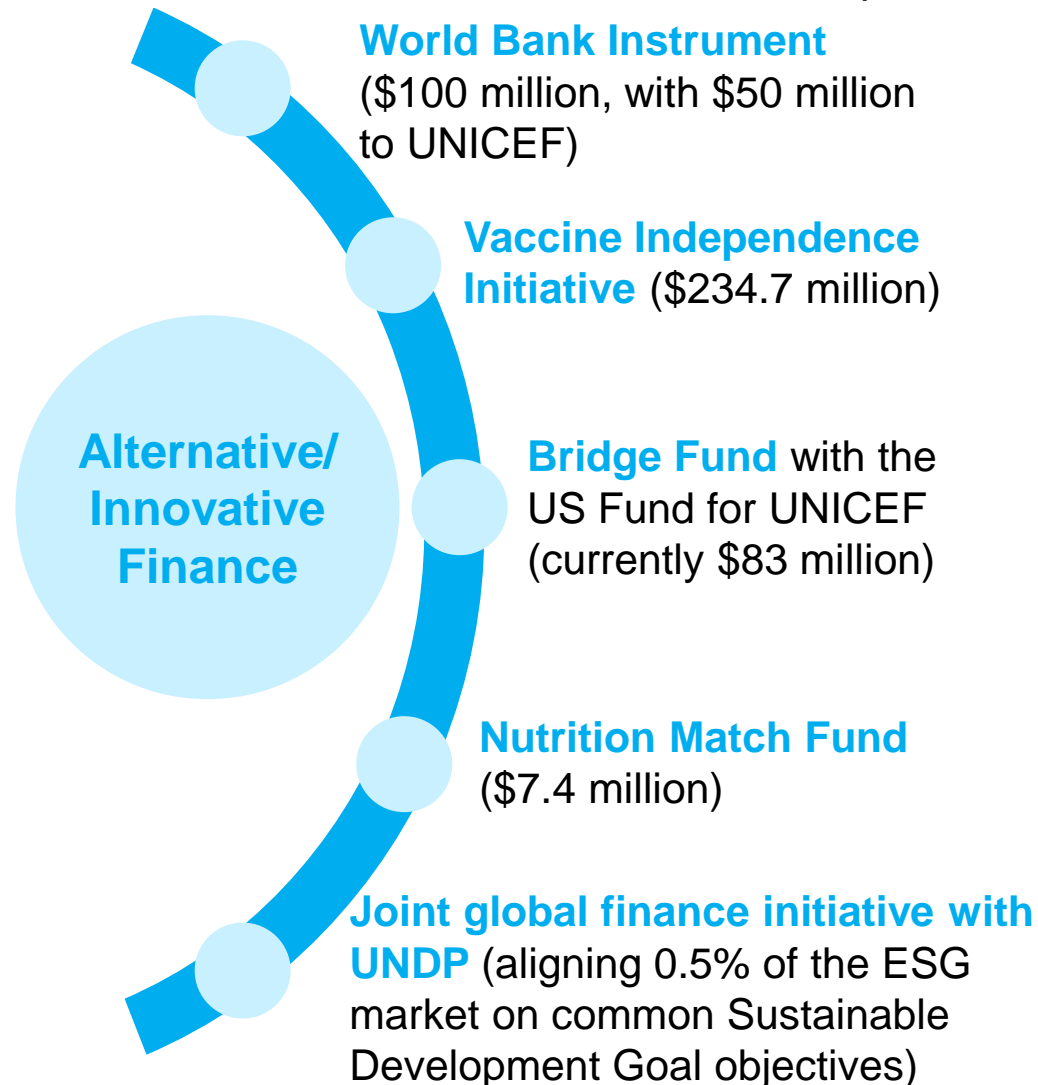 World Bank Instrument
($100 million, with $50 million
to UNICEF)
Vaccine Independence
Initiative ($234.7 million)
Alternative/
Innovative
Finance
Bridge Fund with the
US Fund for UNICEF
(currently $83 million)
Nutrition Match Fund
($7.4 million)
Joint global finance initiative with
UNDP (aligning 0.5% of the ESG
market on common Sustainable
Development Goal objectives)